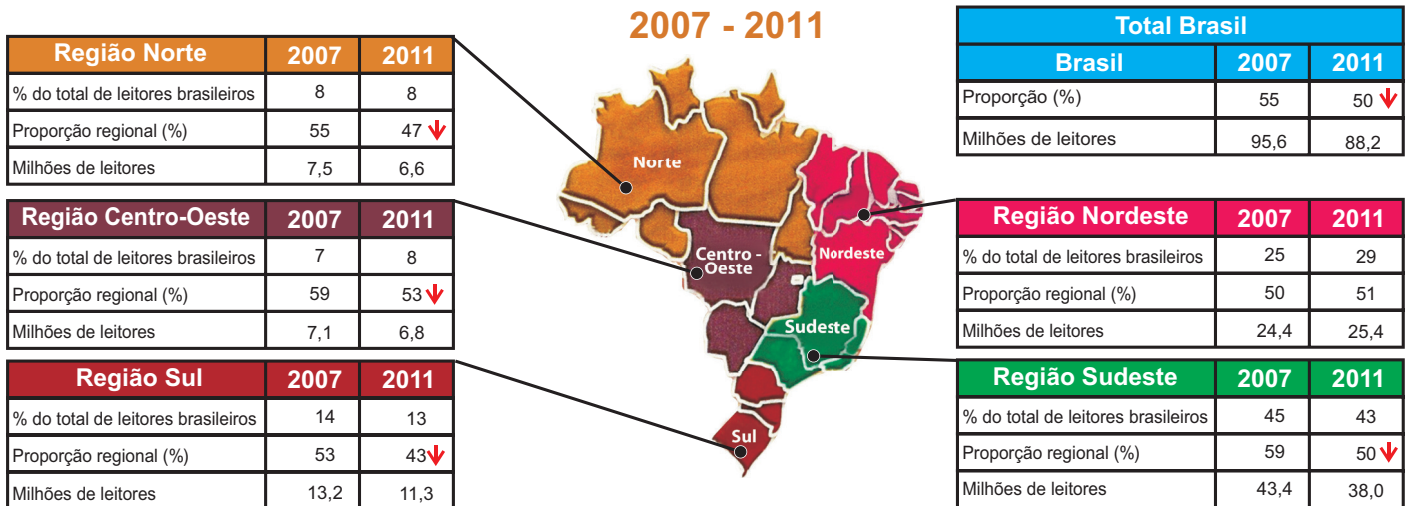 2007 - 2011
Região Norte 2007 2011
% do total de leitores brasileiros 8 8
Proporção regional (%) 55 47
Milhões de leitores 7,5 6,6
Região Centro-Oeste 2007 2011
% do total de leitores brasileiros 7 8
Proporção regional (%) 59 53
Milhões de leitores 7,1 6,8
Região Sul 2007 2011
% do total de leitores brasileiros 14 13
Proporção regional (%) 53 43
Milhões de leitores 13,2 11,3
Norte
Centro -
Oeste
Nordeste
Sudeste
Sul
Total Brasil
Brasil 2007 2011
Proporção (%) 55 50
Milhões de leitores 95,6 88,2
Região Nordeste 2007 2011
% do total de leitores brasileiros 25 29
Proporção regional (%) 50 51
Milhões de leitores 24,4 25,4
Região Sudeste 2007 2011
% do total de leitores brasileiros 45 43
Proporção regional (%) 59 50
Milhões de leitores 43,4 38,0